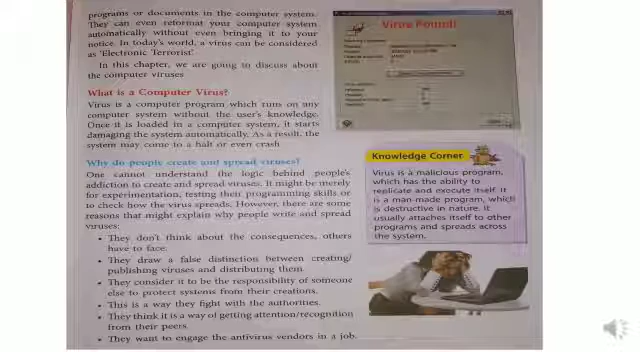 programs or documents in the computer system.
They can even reformat your computer system
automatically without even bringing it to your
notice. In today's world, a virus can be considered
as 'Electronic Terrorist'.
In this chapter, we are going to discuss about
the computer viruses
What is a Computer Virus?
Virus is a computer program which runs on any
computer system without the user's knowledge.
Once it is loaded in a computer system, it starts
damaging the system automatically. As a result, the
system may come to a halt or even crash
Why do people create and spread viruses?
One cannot understand the logic behind people's
addiction to create and spread viruses. It might be merely
for experimentation, testing their programming skills or
to check how the virus spreads. However, there are some
reasons that might explain why people write and spread
viruses:
• They don't think about the consequences, others
have to face.
• They draw a false distinction between creating/
publishing viruses and distributing them.
• They consider it to be the responsibility of someone
else to protect systems from their creations.
• This is a way they fight with the authorities.
• They think it is a way of getting attention/recognition
from their peers.
• They want to engage the antivirus vendors in a job.
Virus Found!
Knowledge Corner
Virus is a malicious program,
which has the ability to
replicate and execute itself. It
is a man-made program, which
is destructive in nature. It
usually attaches itself to other
programs and spreads across
the system.